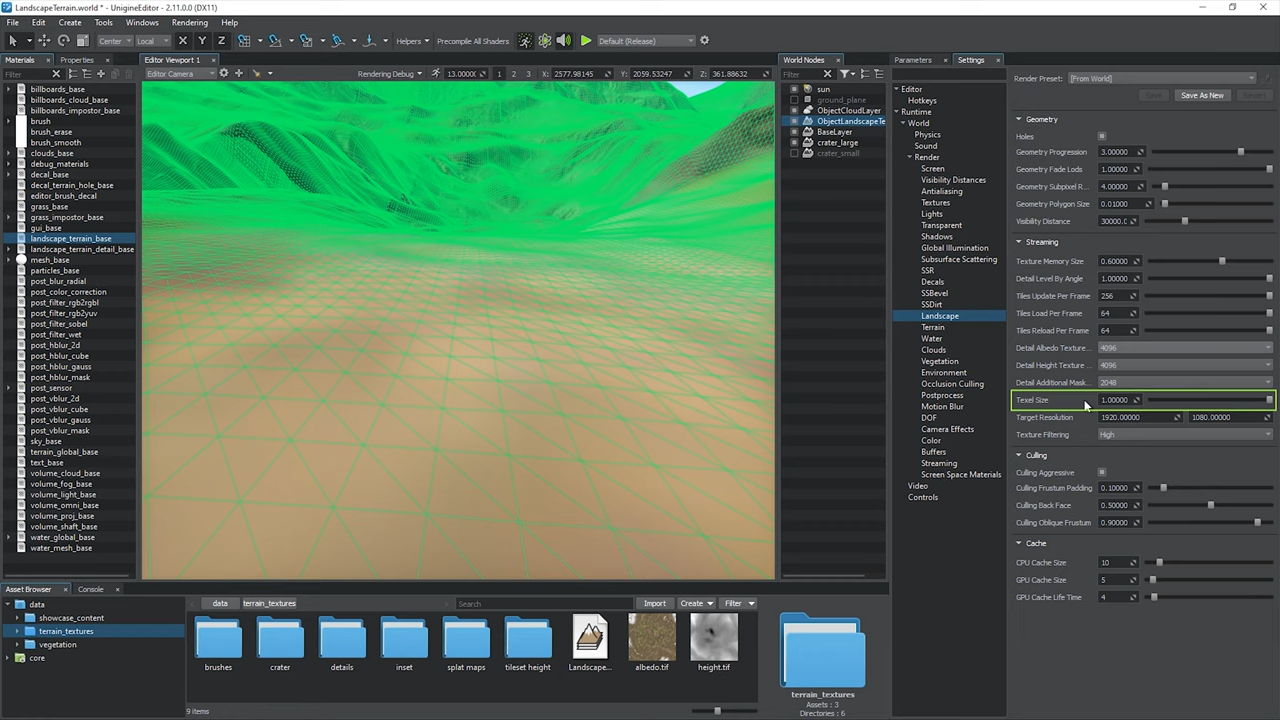 LandscapeTerrain.world * - UnigineEditor - 2.11.0.0 (DX11)
File Edit Create Tools Windows Rendering Help
Center Local X Y Z Helpers Precompile All Shaders Default (Release)
Materials Properties
Filter
billboards_base
billboards_cloud_base
billboards_impostor_base
brush
brush_erase
brush_smooth
clouds_base
debug_materials
decal_base
decal_terrain_hole_base
editor_brush_decal
grass_base
grass_impostor_base
gui_base
landscape_terrain_base
landscape_terrain_detail_base
mesh_base
particles_base
post_blur_radial
post_color_correction
post_filter_rgb2rgbl
post_filter_rgb2yuv
post_filter_sobel
post_filter_wet
post_hblur_2d
post_hblur_cube
post_hblur_gauss
post_hblur_mask
post_sensor
post_vblur_2d
post_vblur_cube
post_vblur_gauss
post_vblur_mask
sky_base
terrain_global_base
text_base
volume_cloud_base
volume_fog_base
volume_light_base
volume_omni_base
volume_proj_base
volume_shaft_base
water_global_base
water_mesh_base
Editor Viewport 1
Editor Camera Rendering Debug 13.0000( 1 2 3 X: 2577.98145 Y: 2059.53247 Z: 361.88632
World Nodes
Filter
sun
ground_plane
ObjectCloudLayer
ObjectLandscapeTe
BaseLayer
crater_large
crater_small
Parameters Settings
Editor
Hotkeys
Runtime
World
Physics
Sound
Render
Screen
Visibility Distances
Antialiasing
Textures
Lights
Transparent
Shadows
Global Illumination
Subsurface Scattering
SSR
Decals
SSBevel
SSDirt
Landscape
Terrain
Water
Clouds
Vegetation
Environment
Occlusion Culling
Postprocess
Motion Blur
DOF
Camera Effects
Color
Buffers
Streaming
Screen Space Materials
Video
Controls
Render Preset: [From World]
Save As New
Geometry
Holes
Geometry Progression 3.00000
Geometry Fade Lods 1.00000
Geometry Subpixel R... 4.00000
Geometry Polygon Size 0.01000
Visibility Distance 30000.(
Streaming
Texture Memory Size 0.60000
Detail Level By Angle 1.00000
Tiles Update Per Frame 256
Tiles Load Per Frame 64
Tiles Reload Per Frame 64
Detail Albedo Texture... 4096
Detail Height Texture ... 4096
Detail Additional Mask... 2048
Texel Size 1.00000
Target Resolution 1920.00000 1080.00000
Texture Filtering High
Culling
Culling Aggressive
Culling Frustum Padding 0.10000
Culling Back Face 0.50000
Culling Oblique Frustum 0.90000
Cache
CPU Cache Size 10
GPU Cache Size 5
GPU Cache Life Time 4
Asset Browser Console
data
showcase_content
terrain_textures
vegetation
core
data terrain_textures Search Import Create Filter
brushes crater details inset splat maps tileset height Landscape... albedo.tif height.tif
9 items
terrain_textures
Assets : 3
Directories : 6